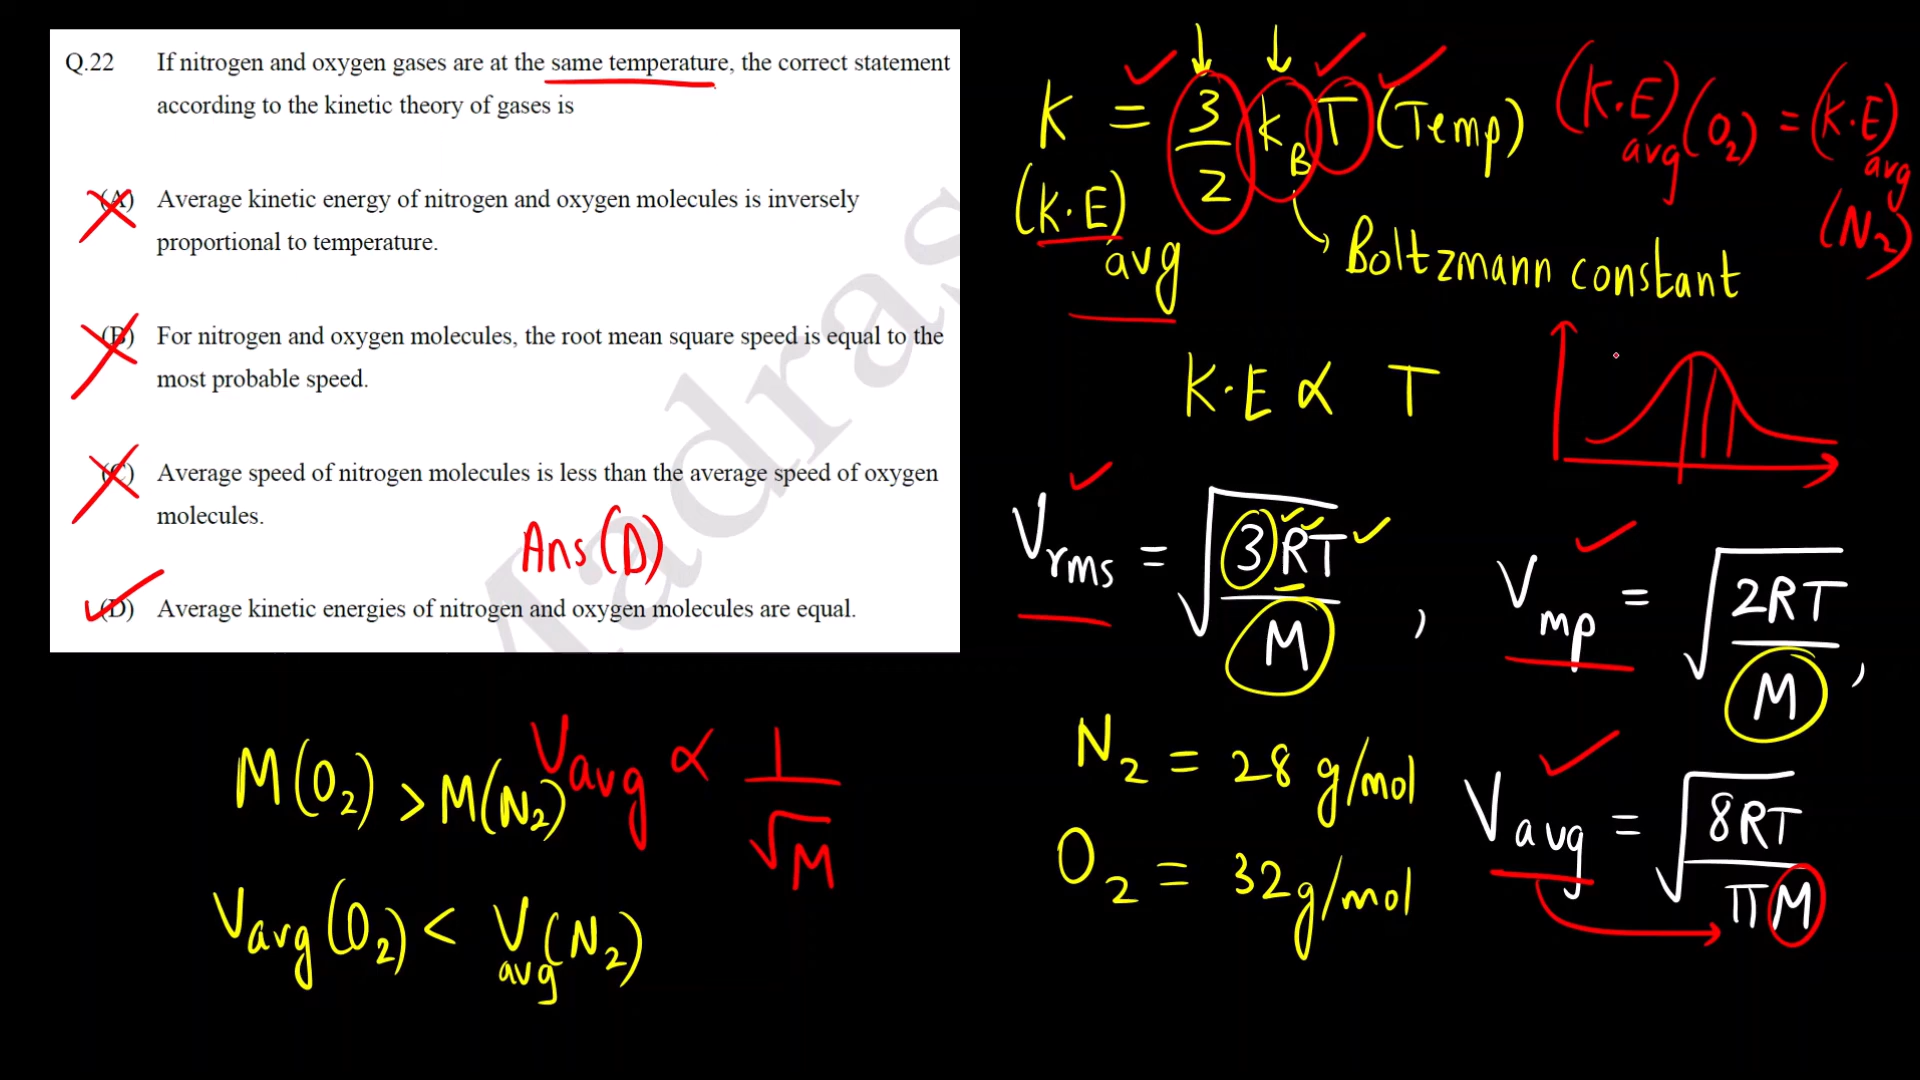 Q.22 If nitrogen and oxygen gases are at the same temperature, the correct statement
according to the kinetic theory of gases is
(A) Average kinetic energy of nitrogen and oxygen molecules is inversely
proportional to temperature.
(B) For nitrogen and oxygen molecules, the root mean square speed is equal to the
most probable speed.
(C) Average speed of nitrogen molecules is less than the average speed of oxygen
molecules.
Ans (D)
(D) Average kinetic energies of nitrogen and oxygen molecules are equal.
Madras
K = 3/2 k_B T (Temp)
(K.E)avg
Boltzmann constant
(K.E)avg (O₂) = (K.E)avg (N₂)
K.E ∝ T
Vrms = √(3RT/M) ,
Vmp = √(2RT/M) ,
N₂ = 28 g/mol
O₂ = 32 g/mol
Vavg = √(8RT/πM)
M(O₂) > M(N₂)
Vavg ∝ 1/√M
Vavg (O₂) < Vavg (N₂)